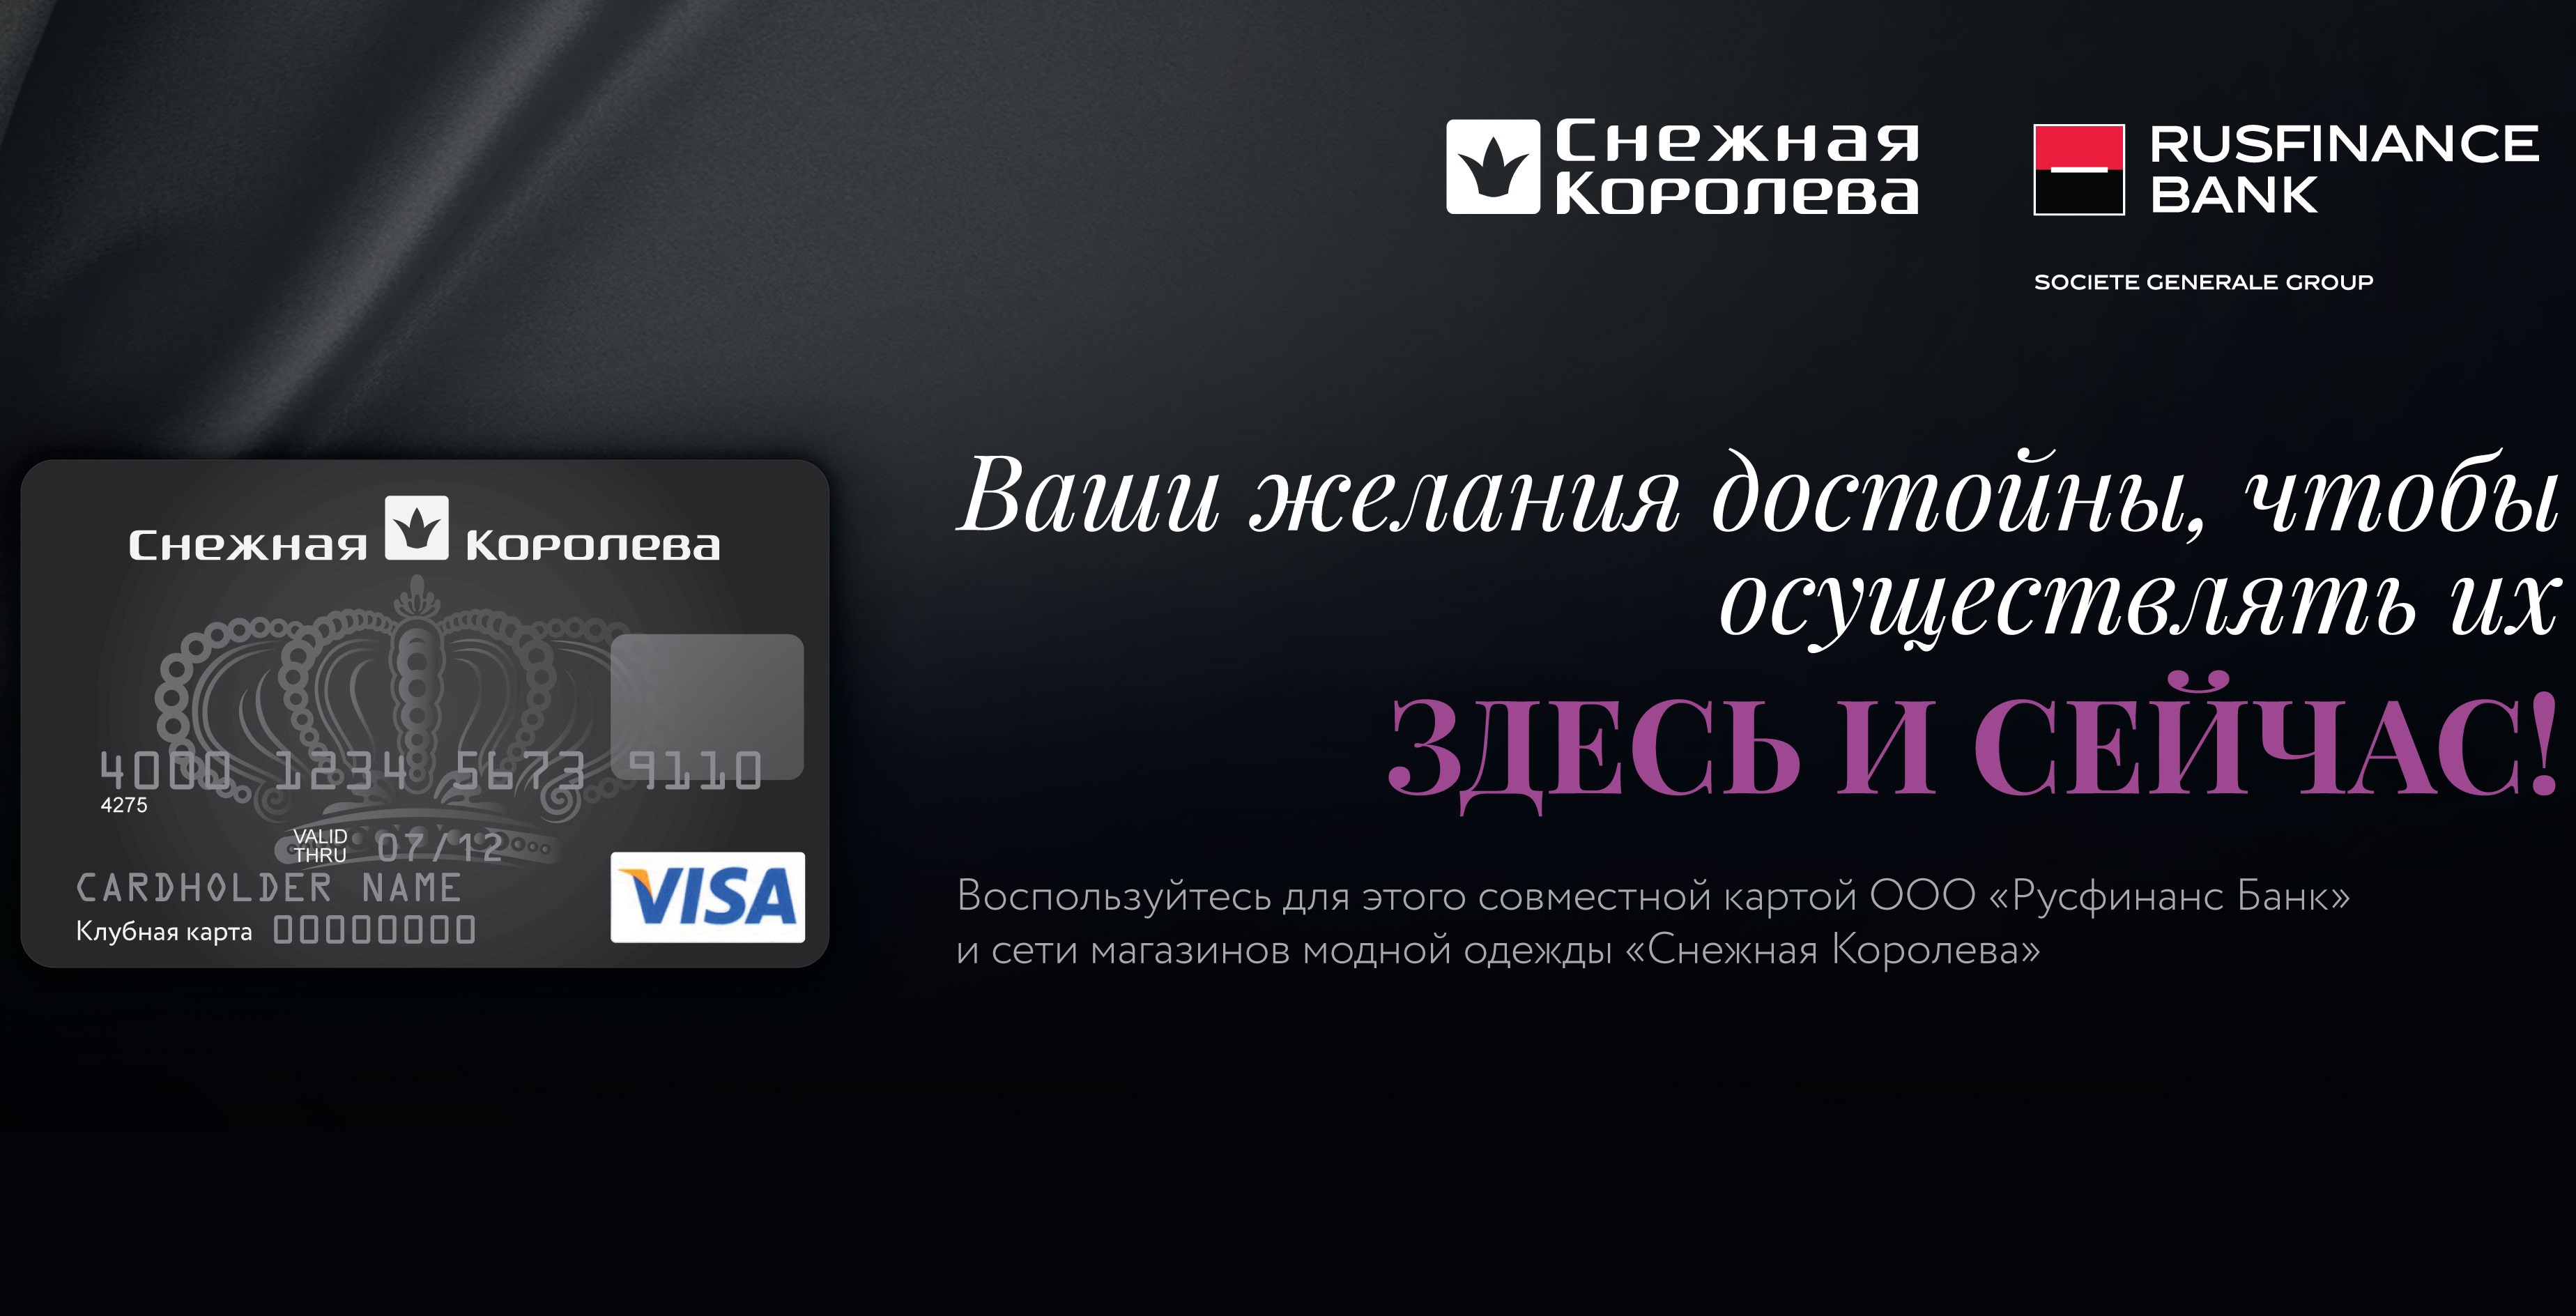 Снежная
Королева
RUSFINANCE
BANK
SOCIETE GENERALE GROUP
Снежная Королева
4000 1234 5673 9110
4275
VALID
THRU 07/12
CARDHOLDER NAME
Клубная карта 00000000
VISA
Ваши желания достойны, чтобы
осуществлять их
ЗДЕСЬ И СЕЙЧАС!
Воспользуйтесь для этого совместной картой ООО «Русфинанс Банк»
и сети магазинов модной одежды «Снежная Королева»